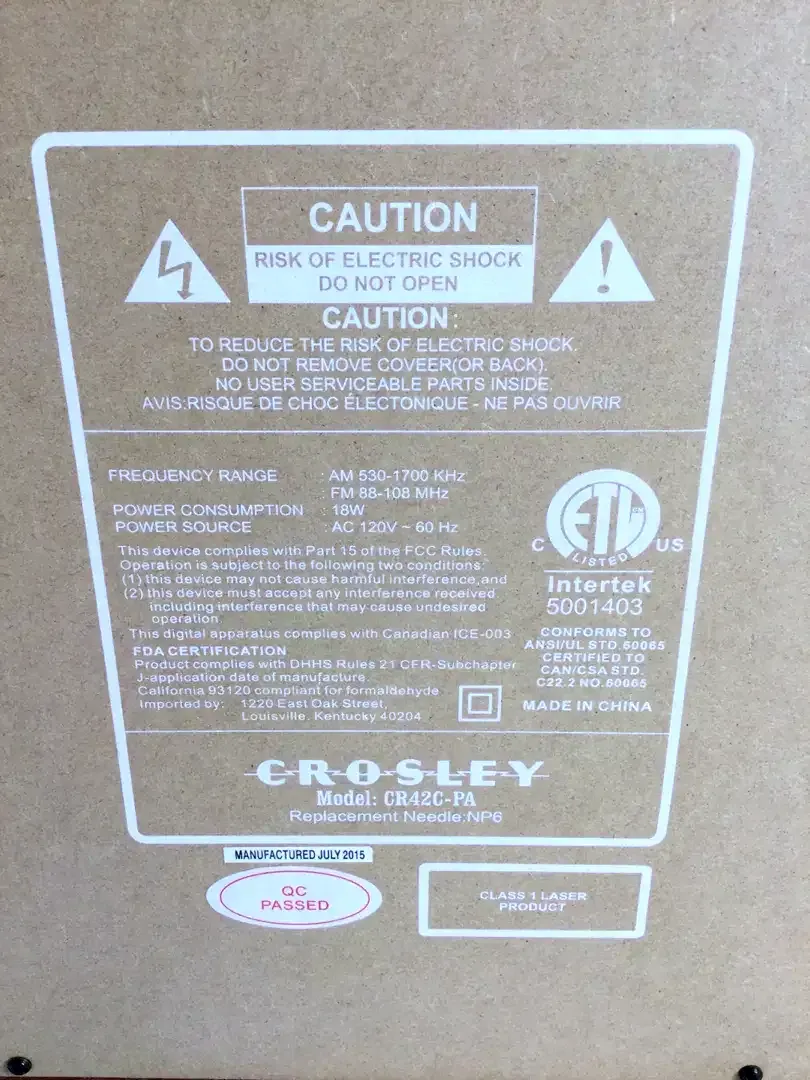 CAUTION
RISK OF ELECTRIC SHOCK
DO NOT OPEN
CAUTION:
TO REDUCE THE RISK OF ELECTRIC SHOCK.
DO NOT REMOVE COVEER(OR BACK).
NO USER SERVICEABLE PARTS INSIDE.
AVIS:RISQUE DE CHOC ÉLECTONIQUE - NE PAS OUVRIR
FREQUENCY RANGE : AM 530-1700 KHz
: FM 88-108 MHz
POWER CONSUMPTION : 18W
POWER SOURCE : AC 120V ~ 60 Hz
This device complies with Part 15 of the FCC Rules.
Operation is subject to the following two conditions:
(1) this device may not cause harmful interference,and
(2) this device must accept any interference received
including interference that may cause undesired
operation.
This digital apparatus complies with Canadian ICE-003
FDA CERTIFICATION
Product complies with DHHS Rules 21 CFR-Subchapter
J-application date of manufacture.
California 93120 compliant for formaldehyde
Imported by: 1220 East Oak Street,
Louisville, Kentucky 40204
ETL CM
C LISTED US
Intertek
5001403
CONFORMS TO
ANSI/UL STD.60065
CERTIFIED TO
CAN/CSA STD.
C22.2 NO.60065
MADE IN CHINA
CROSLEY
Model: CR42C-PA
Replacement Needle:NP6
MANUFACTURED JULY 2015
QC
PASSED
CLASS 1 LASER
PRODUCT